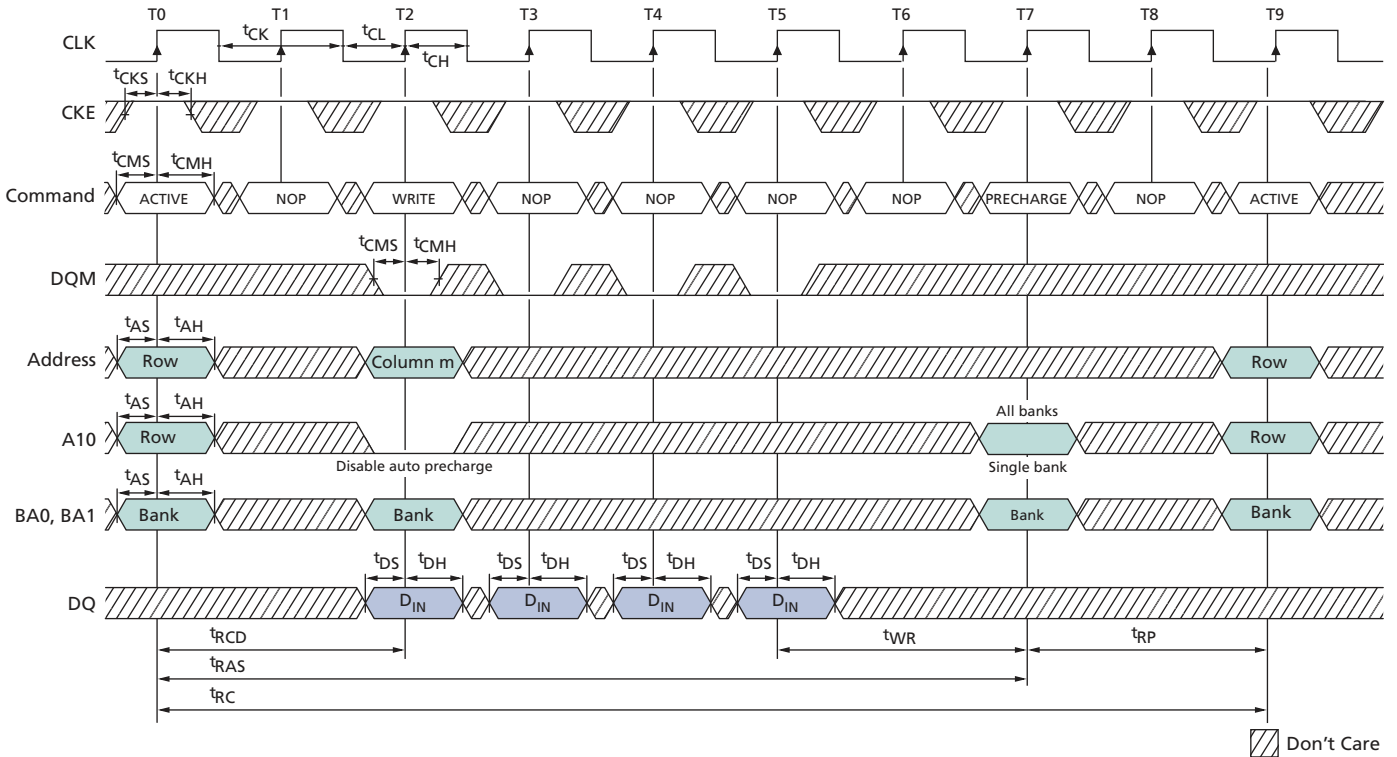 T0 T1 T2 T3 T4 T5 T6 T7 T8 T9
CLK tCK tCL tCH
tCKS tCKH
CKE
tCMS tCMH
Command ACTIVE NOP WRITE NOP NOP NOP NOP PRECHARGE NOP ACTIVE
tCMS tCMH
DQM
tAS tAH
Address Row Column m Row
tAS tAH All banks
A10 Row Row
Disable auto precharge Single bank
tAS tAH
BA0, BA1 Bank Bank Bank Bank
tDS tDH tDS tDH tDS tDH tDS tDH
DQ DIN DIN DIN DIN
tRCD tWR tRP
tRAS
tRC
Don't Care